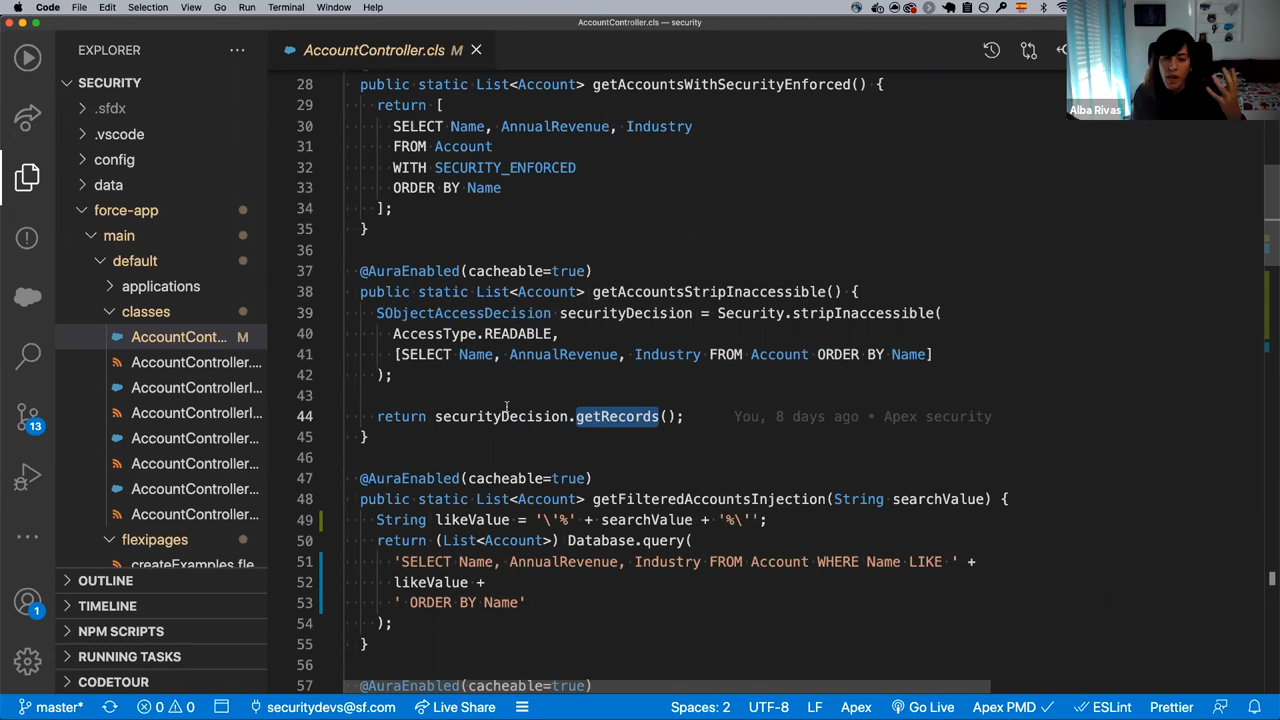 Code File Edit Selection View Go Run Terminal Window Help
AccountController.cls — security
EXPLORER
SECURITY
.sfdx
.vscode
config
data
force-app
main
default
applications
classes
AccountCont... M
AccountController....
AccountControllerI...
AccountController...
AccountController...
AccountController...
AccountController...
AccountController...
flexipages
createExamples.fle
OUTLINE
TIMELINE
NPM SCRIPTS
RUNNING TASKS
CODETOUR
13
1
AccountController.cls M
Alba Rivas
28 public static List<Account> getAccountsWithSecurityEnforced() {
29 return [
30 SELECT Name, AnnualRevenue, Industry
31 FROM Account
32 WITH SECURITY_ENFORCED
33 ORDER BY Name
34 ];
35 }
36
37 @AuraEnabled(cacheable=true)
38 public static List<Account> getAccountsStripInaccessible() {
39 SObjectAccessDecision securityDecision = Security.stripInaccessible(
40 AccessType.READABLE,
41 [SELECT Name, AnnualRevenue, Industry FROM Account ORDER BY Name]
42 );
43
44 return securityDecision.getRecords(); You, 8 days ago • Apex security
45 }
46
47 @AuraEnabled(cacheable=true)
48 public static List<Account> getFilteredAccountsInjection(String searchValue) {
49 String likeValue = '\'%' + searchValue + '%\'';
50 return (List<Account>) Database.query(
51 'SELECT Name, AnnualRevenue, Industry FROM Account WHERE Name LIKE ' +
52 likeValue +
53 ' ORDER BY Name'
54 );
55 }
56
57 @AuraEnabled(cacheable=true)
master* 0 0 securitydevs@sf.com Live Share Spaces: 2 UTF-8 LF Apex Go Live Apex PMD ESLint Prettier